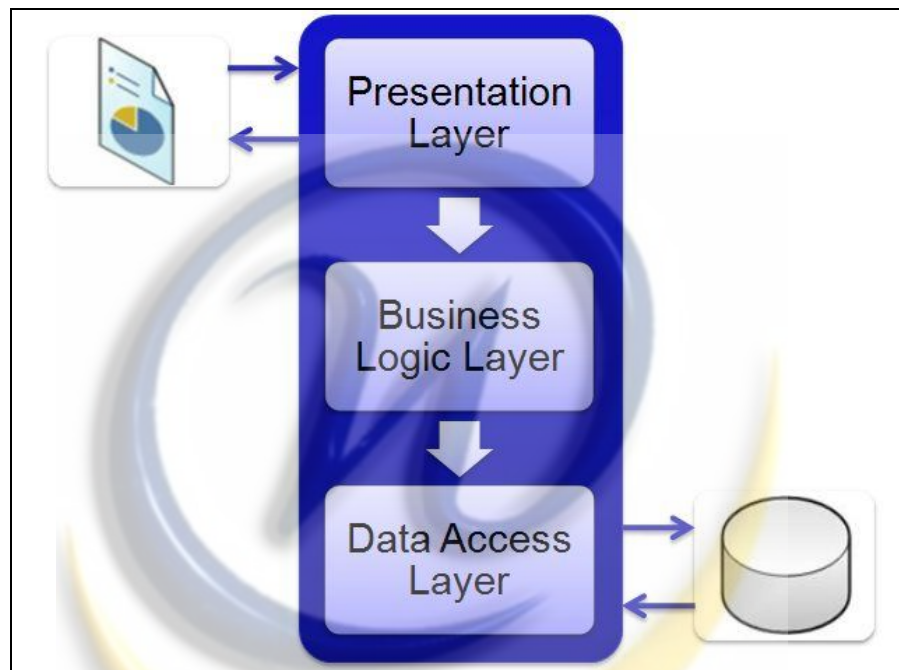 Presentation
Layer
Business
Logic Layer
Data Access
Layer